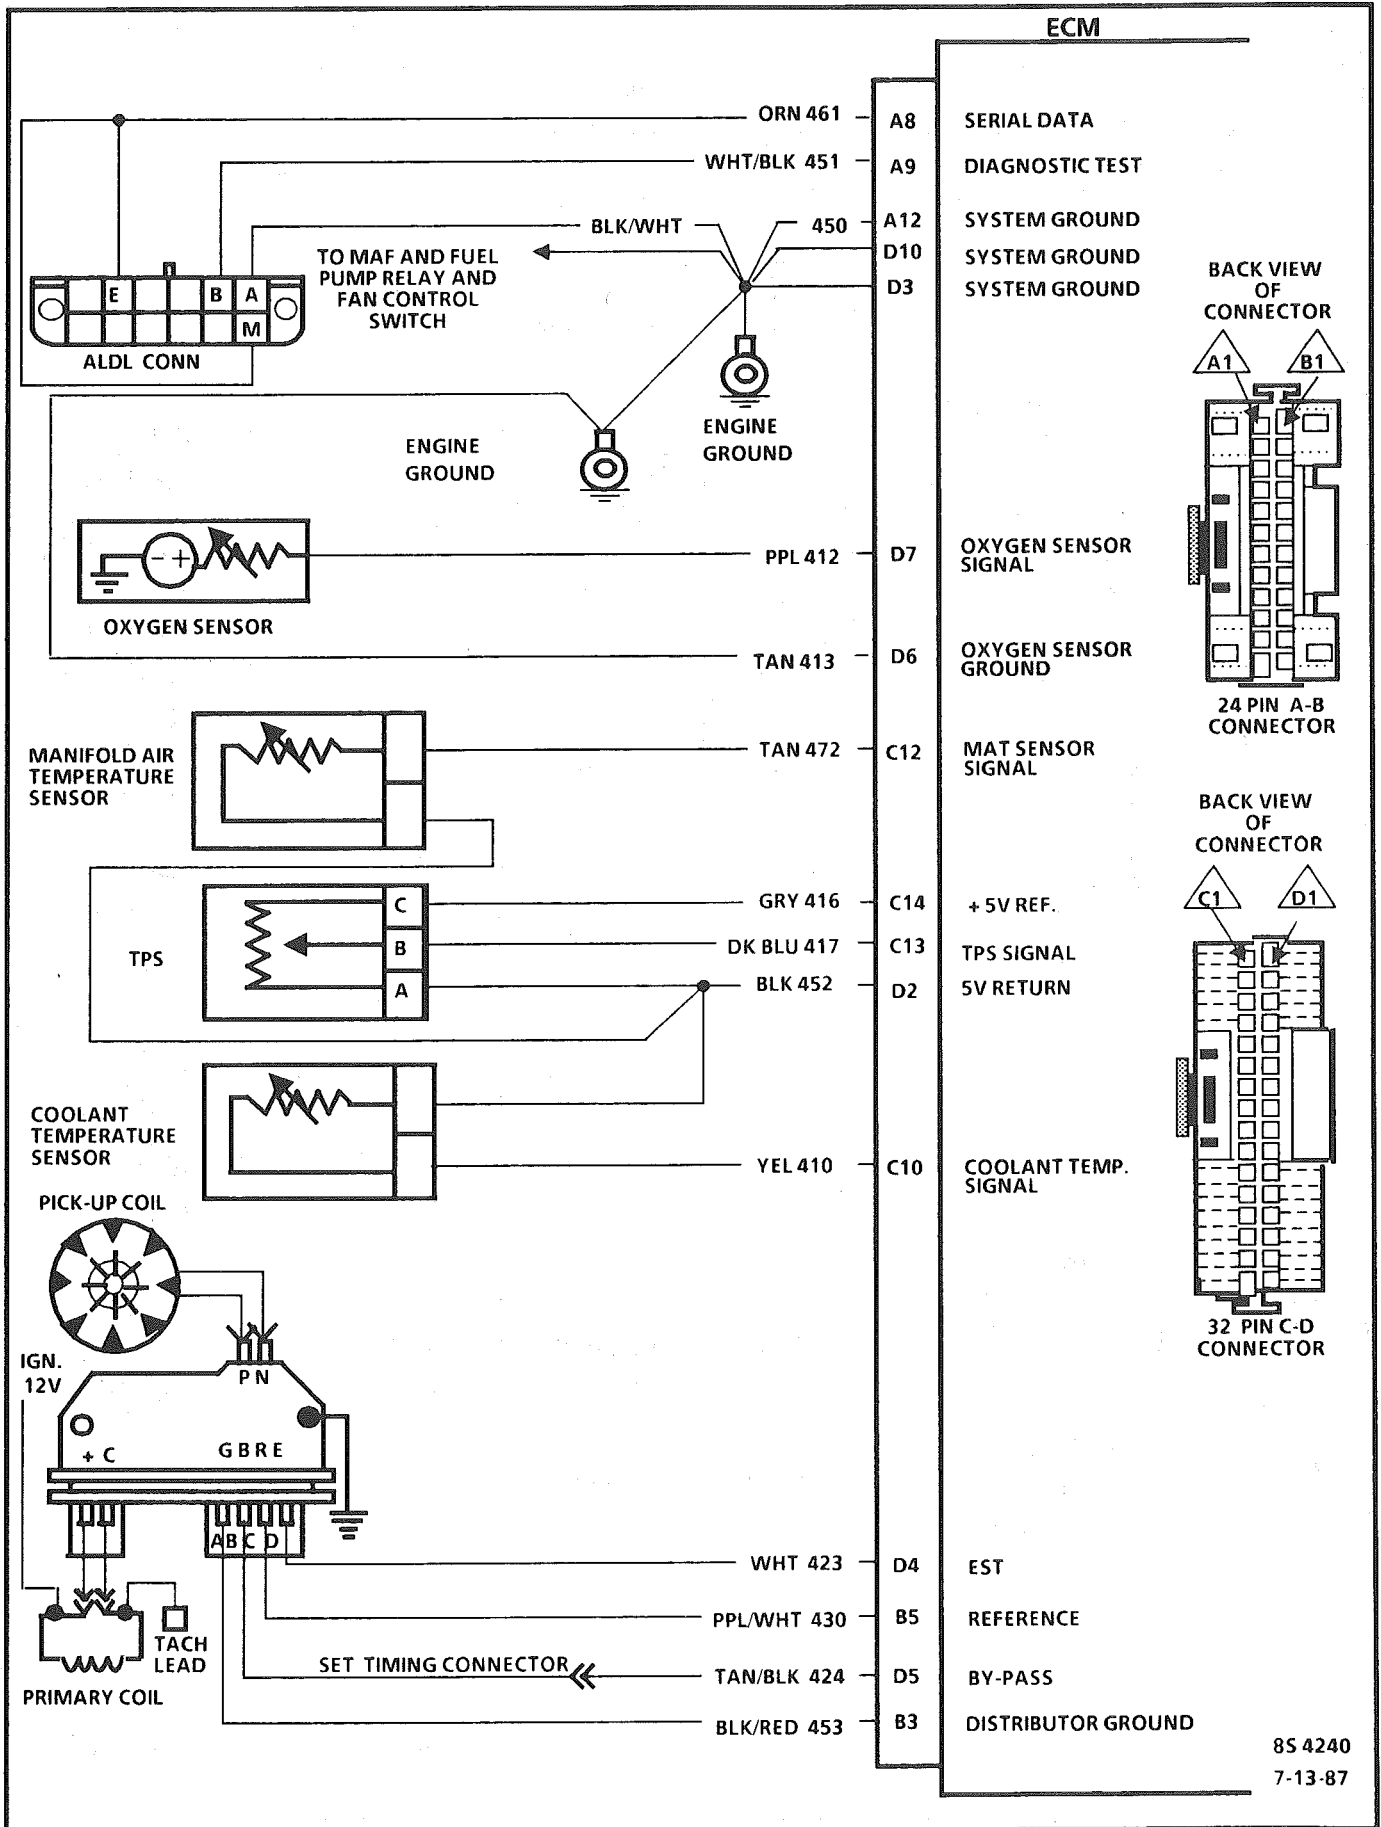 ECM
ORN 461
A8
SERIAL DATA
WHT/BLK 451
A9
DIAGNOSTIC TEST
BLK/WHT
450
A12
SYSTEM GROUND
D10
SYSTEM GROUND
D3
SYSTEM GROUND
TO MAF AND FUEL
PUMP RELAY AND
FAN CONTROL
SWITCH
E
B
A
M
ALDL CONN
ENGINE
GROUND
ENGINE
GROUND
BACK VIEW
OF
CONNECTOR
A1
B1
24 PIN A-B
CONNECTOR
- +
OXYGEN SENSOR
PPL 412
D7
OXYGEN SENSOR
SIGNAL
TAN 413
D6
OXYGEN SENSOR
GROUND
MANIFOLD AIR
TEMPERATURE
SENSOR
TAN 472
C12
MAT SENSOR
SIGNAL
BACK VIEW
OF
CONNECTOR
C1
D1
32 PIN C-D
CONNECTOR
TPS
C
B
A
GRY 416
C14
+ 5V REF.
DK BLU 417
C13
TPS SIGNAL
BLK 452
D2
5V RETURN
COOLANT
TEMPERATURE
SENSOR
YEL 410
C10
COOLANT TEMP.
SIGNAL
PICK-UP COIL
IGN.
12V
P N
+ C
G B R E
A B C D
TACH
LEAD
PRIMARY COIL
WHT 423
D4
EST
PPL/WHT 430
B5
REFERENCE
SET TIMING CONNECTOR
TAN/BLK 424
D5
BY-PASS
BLK/RED 453
B3
DISTRIBUTOR GROUND
8S 4240
7-13-87